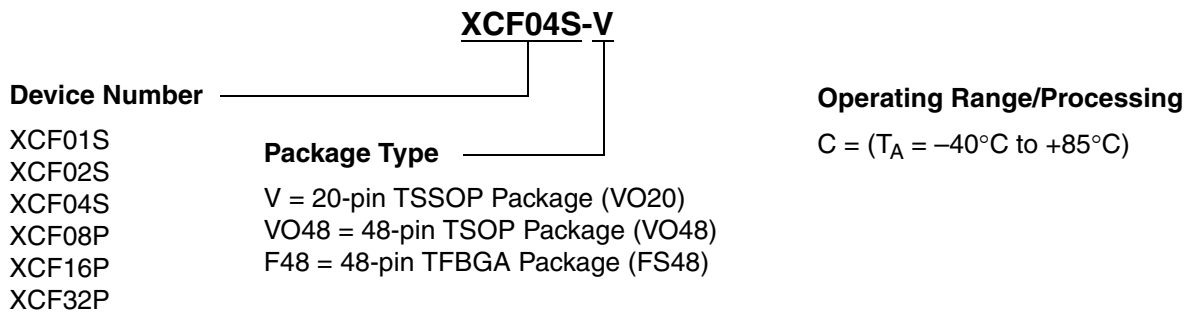 XCF04S-V
Device Number
XCF01S
XCF02S
XCF04S
XCF08P
XCF16P
XCF32P
Package Type
V = 20-pin TSSOP Package (VO20)
VO48 = 48-pin TSOP Package (VO48)
F48 = 48-pin TFBGA Package (FS48)
Operating Range/Processing
C = (TA = –40°C to +85°C)